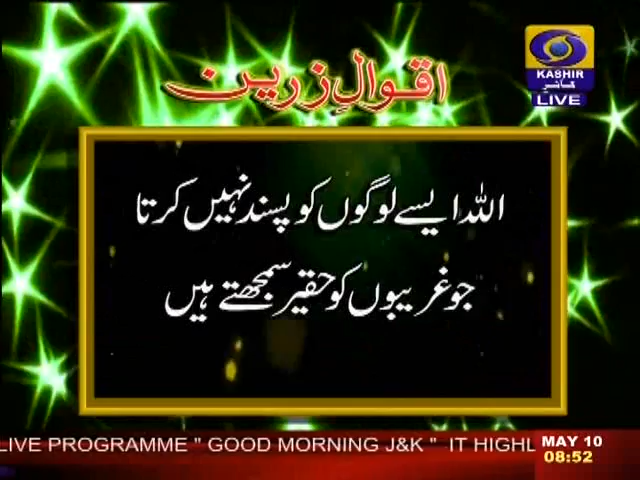 اقوالِ زریں
KASHIR
کاشر
LIVE
اللہ ایسے لوگوں کو پسند نہیں کرتا
جو غریبوں کو حقیر سمجھتے ہیں
LIVE PROGRAMME " GOOD MORNING J&K " IT HIGHL
MAY 10
08:52